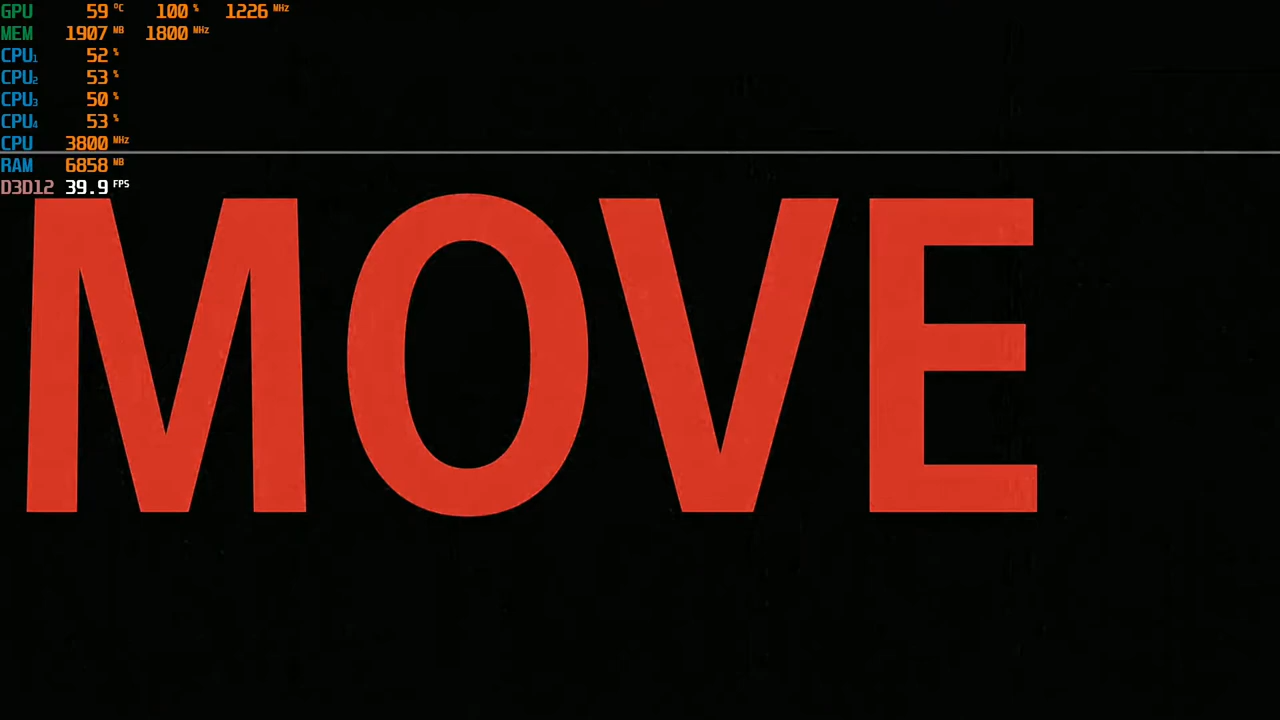 GPU 59 °C 100 % 1226 MHz
MEM 1907 MB 1800 MHz
CPU1 52 %
CPU2 53 %
CPU3 50 %
CPU4 53 %
CPU 3800 MHz
RAM 6858 MB
D3D12 39.9 FPS
MOVE